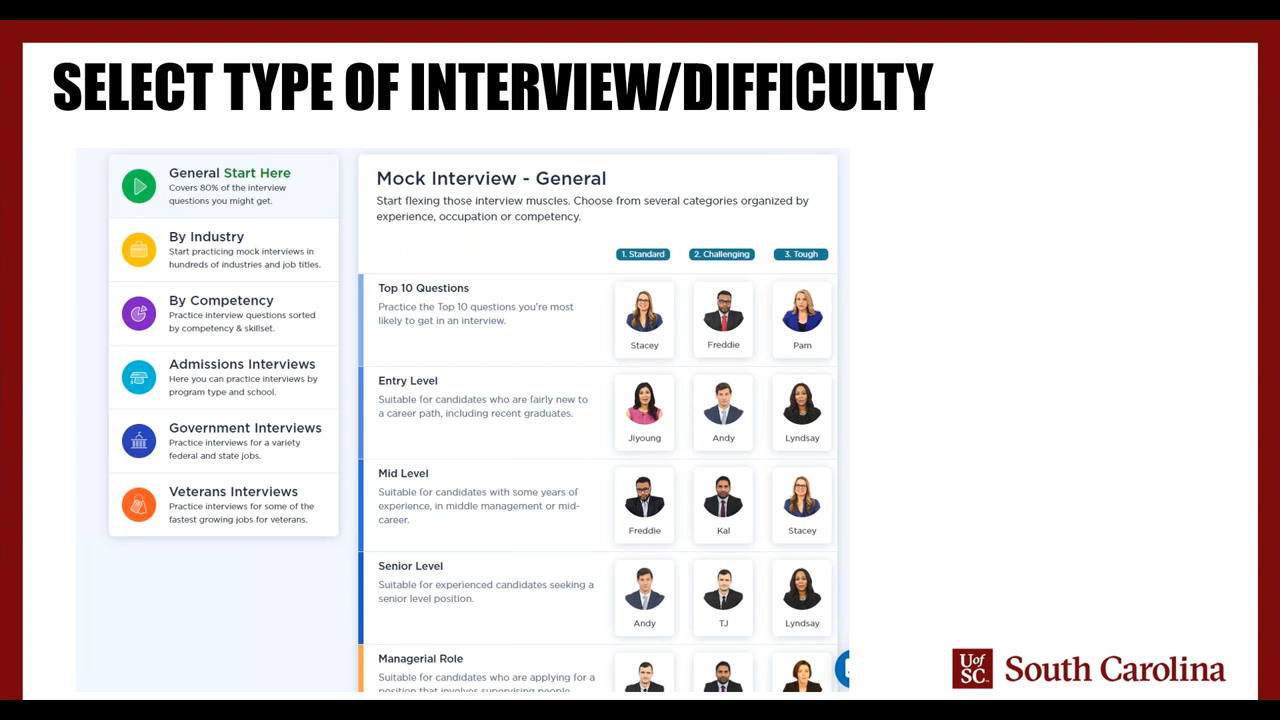 SELECT TYPE OF INTERVIEW/DIFFICULTY
General Start Here
Covers 80% of the interview
questions you might get.
By Industry
Start practicing mock interviews in
hundreds of industries and job titles.
By Competency
Practice interview questions sorted
by competency & skillset.
Admissions Interviews
Here you can practice interviews by
program type and school.
Government Interviews
Practice interviews for a variety
federal and state jobs.
Veterans Interviews
Practice interviews for some of the
fastest growing jobs for veterans.
Mock Interview - General
Start flexing those interview muscles. Choose from several categories organized by
experience, occupation or competency.
1. Standard 2. Challenging 3. Tough
Top 10 Questions
Practice the Top 10 questions you're most
likely to get in an interview.
Stacey Freddie Pam
Entry Level
Suitable for candidates who are fairly new to
a career path, including recent graduates.
Jiyoung Andy Lyndsay
Mid Level
Suitable for candidates with some years of
experience, in middle management or mid-
career.
Freddie Kal Stacey
Senior Level
Suitable for experienced candidates seeking a
senior level position.
Andy TJ Lyndsay
Managerial Role
Suitable for candidates who are applying for a
position that involves supervising people
U of
SC
South Carolina